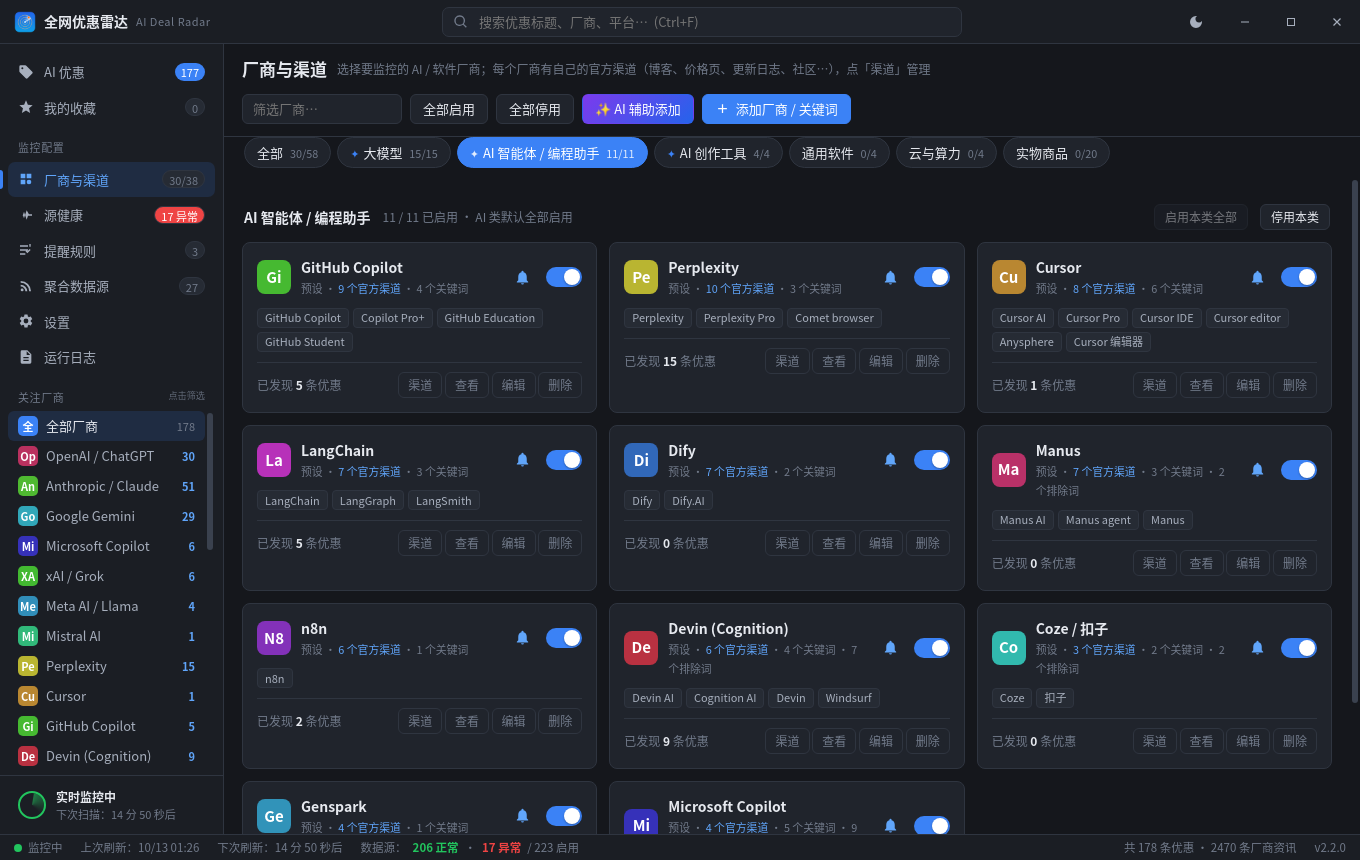 全网优惠雷达 AI Deal Radar
搜索优惠标题、厂商、平台… (Ctrl+F)
AI 优惠 177
我的收藏 0
监控配置
厂商与渠道 30/38
源健康 17 异常
提醒规则 3
聚合数据源 27
设置
运行日志
关注厂商 点击筛选
全 全部厂商 178
Op OpenAI / ChatGPT 30
An Anthropic / Claude 51
Go Google Gemini 29
Mi Microsoft Copilot 6
XA xAI / Grok 6
Me Meta AI / Llama 4
Mi Mistral AI 1
Pe Perplexity 15
Cu Cursor 1
Gi GitHub Copilot 5
De Devin (Cognition) 9
实时监控中
下次扫描：14 分 50 秒后
厂商与渠道 选择要监控的 AI / 软件厂商；每个厂商有自己的官方渠道（博客、价格页、更新日志、社区…），点「渠道」管理
筛选厂商… 全部启用 全部停用 ✨ AI 辅助添加 + 添加厂商 / 关键词
全部 30/58 ✦ 大模型 15/15 ✦ AI 智能体 / 编程助手 11/11 ✦ AI 创作工具 4/4 通用软件 0/4 云与算力 0/4 实物商品 0/20
AI 智能体 / 编程助手 11 / 11 已启用 · AI 类默认全部启用 启用本类全部 停用本类
Gi GitHub Copilot
预设 · 9 个官方渠道 · 4 个关键词
GitHub Copilot Copilot Pro+ GitHub Education
GitHub Student
已发现 5 条优惠 渠道 查看 编辑 删除
Pe Perplexity
预设 · 10 个官方渠道 · 3 个关键词
Perplexity Perplexity Pro Comet browser
已发现 15 条优惠 渠道 查看 编辑 删除
Cu Cursor
预设 · 8 个官方渠道 · 6 个关键词
Cursor AI Cursor Pro Cursor IDE Cursor editor
Anysphere Cursor 编辑器
已发现 1 条优惠 渠道 查看 编辑 删除
La LangChain
预设 · 7 个官方渠道 · 3 个关键词
LangChain LangGraph LangSmith
已发现 5 条优惠 渠道 查看 编辑 删除
Di Dify
预设 · 7 个官方渠道 · 2 个关键词
Dify Dify.AI
已发现 0 条优惠 渠道 查看 编辑 删除
Ma Manus
预设 · 7 个官方渠道 · 3 个关键词 · 2
个排除词
Manus AI Manus agent Manus
已发现 0 条优惠 渠道 查看 编辑 删除
N8 n8n
预设 · 6 个官方渠道 · 1 个关键词
n8n
已发现 2 条优惠 渠道 查看 编辑 删除
De Devin (Cognition)
预设 · 6 个官方渠道 · 4 个关键词 · 7
个排除词
Devin AI Cognition AI Devin Windsurf
已发现 9 条优惠 渠道 查看 编辑 删除
Co Coze / 扣子
预设 · 3 个官方渠道 · 2 个关键词 · 2
个排除词
Coze 扣子
已发现 0 条优惠 渠道 查看 编辑 删除
Ge Genspark
预设 · 4 个官方渠道 · 1 个关键词
Mi Microsoft Copilot
预设 · 4 个官方渠道 · 5 个关键词 · 9
监控中 上次刷新：10/13 01:26 下次刷新：14 分 50 秒后 数据源： 206 正常 · 17 异常 / 223 启用 共 178 条优惠 · 2470 条厂商资讯 v2.2.0